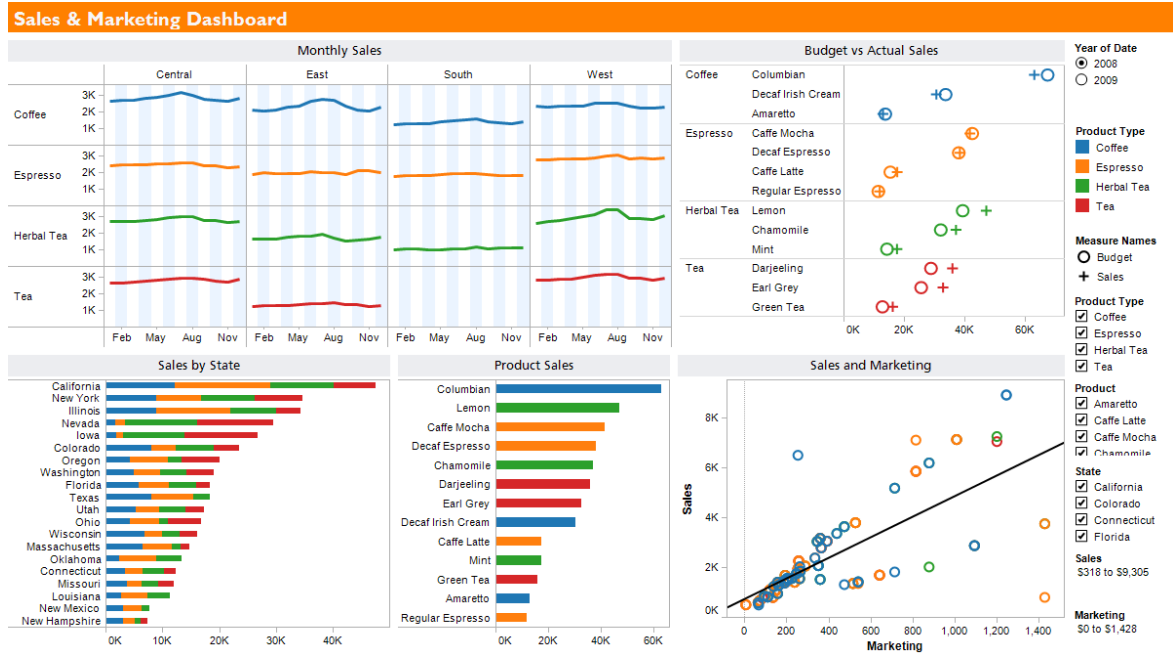 Sales & Marketing Dashboard
Monthly Sales
Central East South West
Coffee
3K
2K
1K
Espresso
3K
2K
1K
Herbal Tea
3K
2K
1K
Tea
3K
2K
1K
Feb May Aug Nov Feb May Aug Nov Feb May Aug Nov Feb May Aug Nov
Budget vs Actual Sales
Coffee Columbian
Decaf Irish Cream
Amaretto
Espresso Caffe Mocha
Decaf Espresso
Caffe Latte
Regular Espresso
Herbal Tea Lemon
Chamomile
Mint
Tea Darjeeling
Earl Grey
Green Tea
0K 20K 40K 60K
Year of Date
2008
2009
Product Type
Coffee
Espresso
Herbal Tea
Tea
Measure Names
Budget
Sales
Product Type
Coffee
Espresso
Herbal Tea
Tea
Product
Amaretto
Caffe Latte
Caffe Mocha
Chamomile
State
California
Colorado
Connecticut
Florida
Sales
$318 to $9,305
Marketing
$0 to $1,428
Sales by State
California
New York
Illinois
Nevada
Iowa
Colorado
Oregon
Washington
Florida
Texas
Utah
Ohio
Wisconsin
Massachusetts
Oklahoma
Connecticut
Missouri
Louisiana
New Mexico
New Hampshire
0K 10K 20K 30K 40K
Product Sales
Columbian
Lemon
Caffe Mocha
Decaf Espresso
Chamomile
Darjeeling
Earl Grey
Decaf Irish Cream
Caffe Latte
Mint
Green Tea
Amaretto
Regular Espresso
0K 20K 40K 60K
Sales and Marketing
Sales
8K
6K
4K
2K
0K
0 200 400 600 800 1,000 1,200 1,400
Marketing